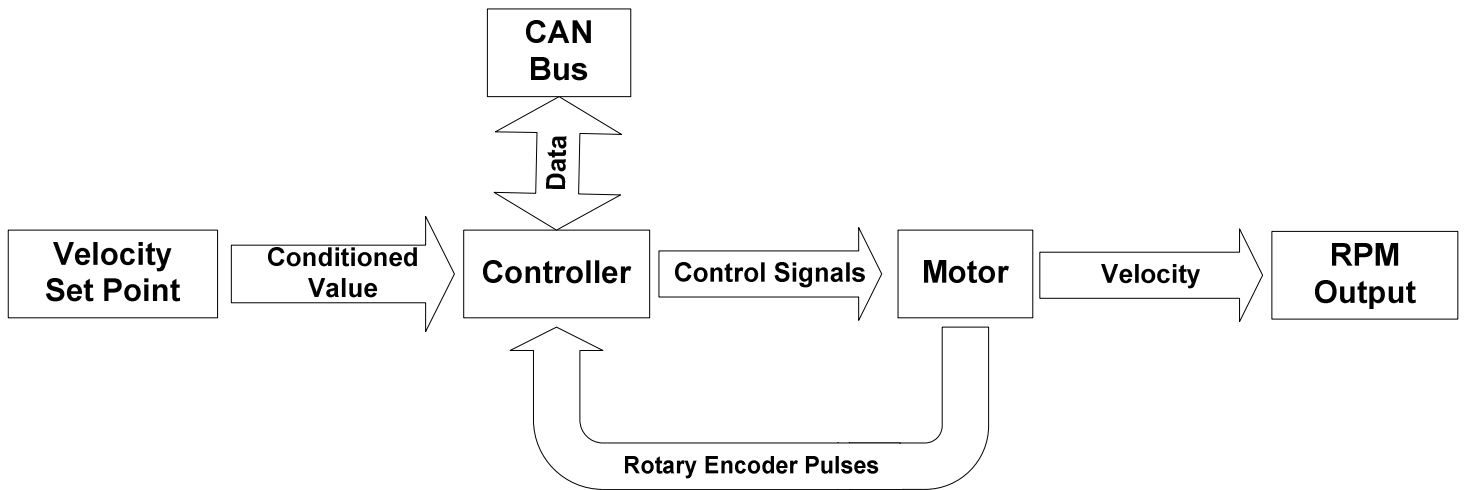 CAN
Bus
Data
Velocity
Set Point
Conditioned
Value
Controller
Control Signals
Motor
Velocity
RPM
Output
Rotary Encoder Pulses